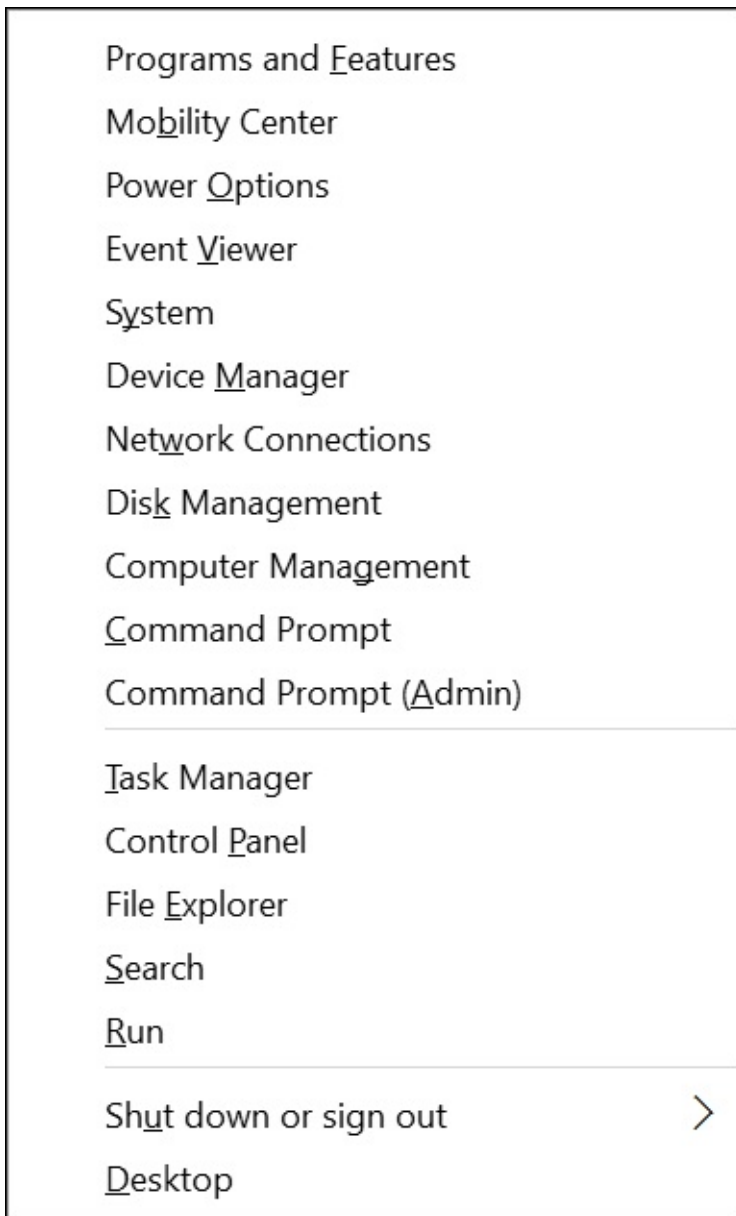 Programs and Features
Mobility Center
Power Options
Event Viewer
System
Device Manager
Network Connections
Disk Management
Computer Management
Command Prompt
Command Prompt (Admin)
Task Manager
Control Panel
File Explorer
Search
Run
Shut down or sign out
Desktop